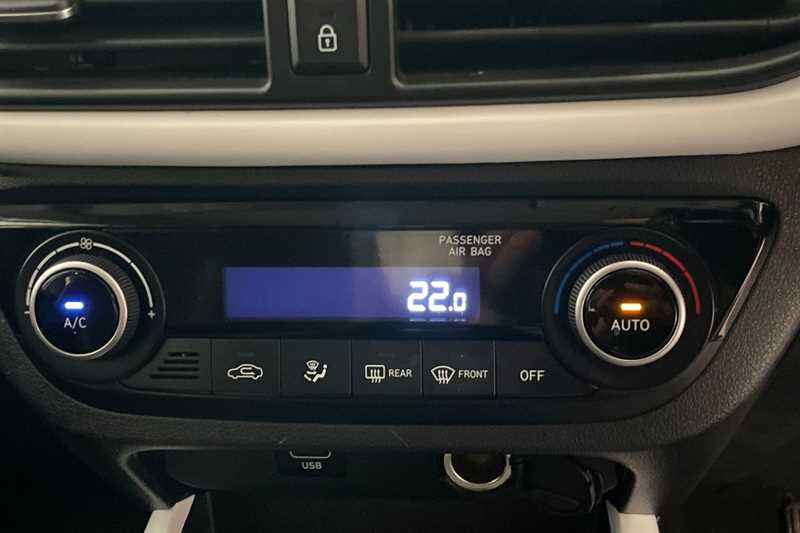 PASSENGER
AIR BAG
22.0
A/C
- +
AUTO
REAR
FRONT
OFF
USB